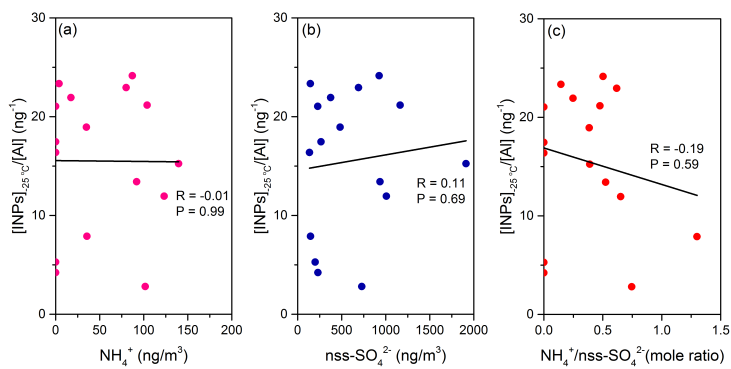 (a)
30
20
10
0
[INPs]-25 °C/[Al] (ng⁻¹)
R = -0.01
P = 0.99
0 50 100 150 200
NH₄⁺ (ng/m³)
(b)
30
20
10
0
[INPs]-25 °C/[Al] (ng⁻¹)
R = 0.11
P = 0.69
0 500 1000 1500 2000
nss-SO₄²⁻ (ng/m³)
(c)
30
20
10
0
[INPs]-25 °C/[Al] (ng⁻¹)
R = -0.19
P = 0.59
0.0 0.5 1.0 1.5
NH₄⁺/nss-SO₄²⁻(mole ratio)